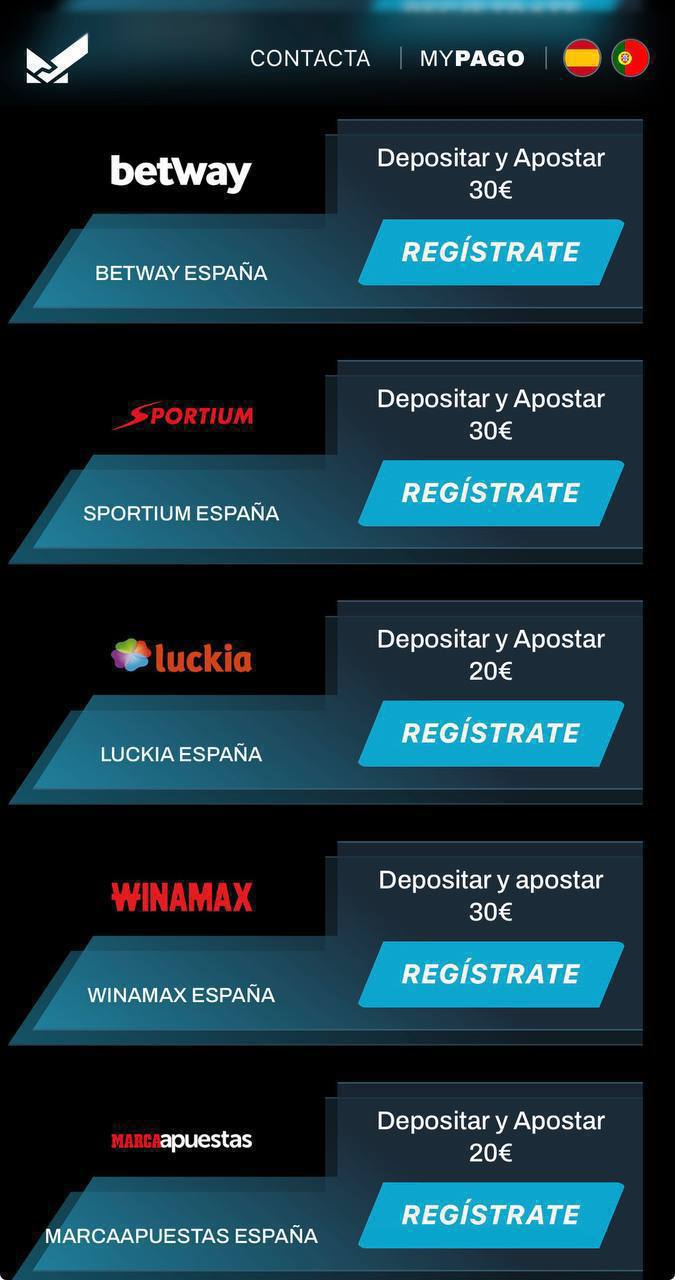 CONTACTA
MYPAGO
betway
Depositar y Apostar
30€
BETWAY ESPAÑA
REGÍSTRATE
SPORTIUM
Depositar y Apostar
30€
SPORTIUM ESPAÑA
REGÍSTRATE
luckia
Depositar y Apostar
20€
LUCKIA ESPAÑA
REGÍSTRATE
WINAMAX
Depositar y apostar
30€
WINAMAX ESPAÑA
REGÍSTRATE
MARCAapuestas
Depositar y Apostar
20€
MARCAAPUESTAS ESPAÑA
REGÍSTRATE